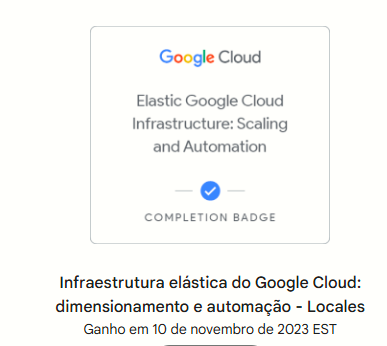 Google Cloud
Elastic Google Cloud
Infrastructure: Scaling
and Automation
COMPLETION BADGE
Infraestrutura elástica do Google Cloud:
dimensionamento e automação - Locales
Ganho em 10 de novembro de 2023 EST